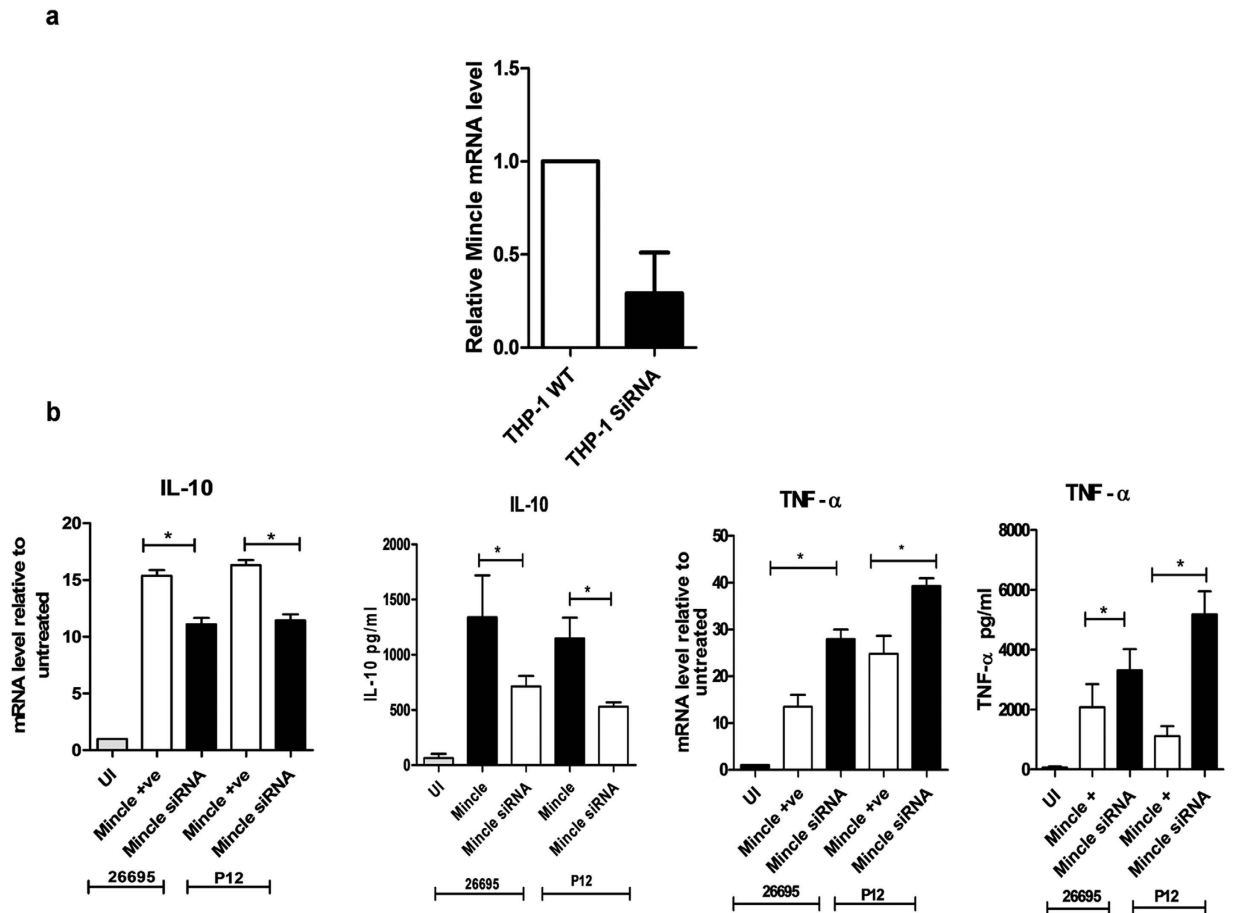 a
Relative Mincle mRNA level
1.5
1.0
0.5
0.0
THP-1 WT
THP-1 SiRNA
b
IL-10
mRNA level relative to
untreated
20
15
10
5
0
*
*
UI
Mincle +ve
Mincle siRNA
Mincle +ve
Mincle siRNA
26695
P12
IL-10
IL-10 pg/ml
2000
1500
1000
500
0
*
*
UI
Mincle
Mincle siRNA
Mincle
Mincle siRNA
26695
P12
TNF - α
mRNA level relative to
untreated
50
40
30
20
10
0
*
*
UI
Mincle +ve
Mincle siRNA
Mincle +ve
Mincle siRNA
26695
P12
TNF - α
TNF-α pg/ml
8000
6000
4000
2000
0
*
*
UI
Mincle +
Mincle siRNA
Mincle +
Mincle siRNA
26695
P12